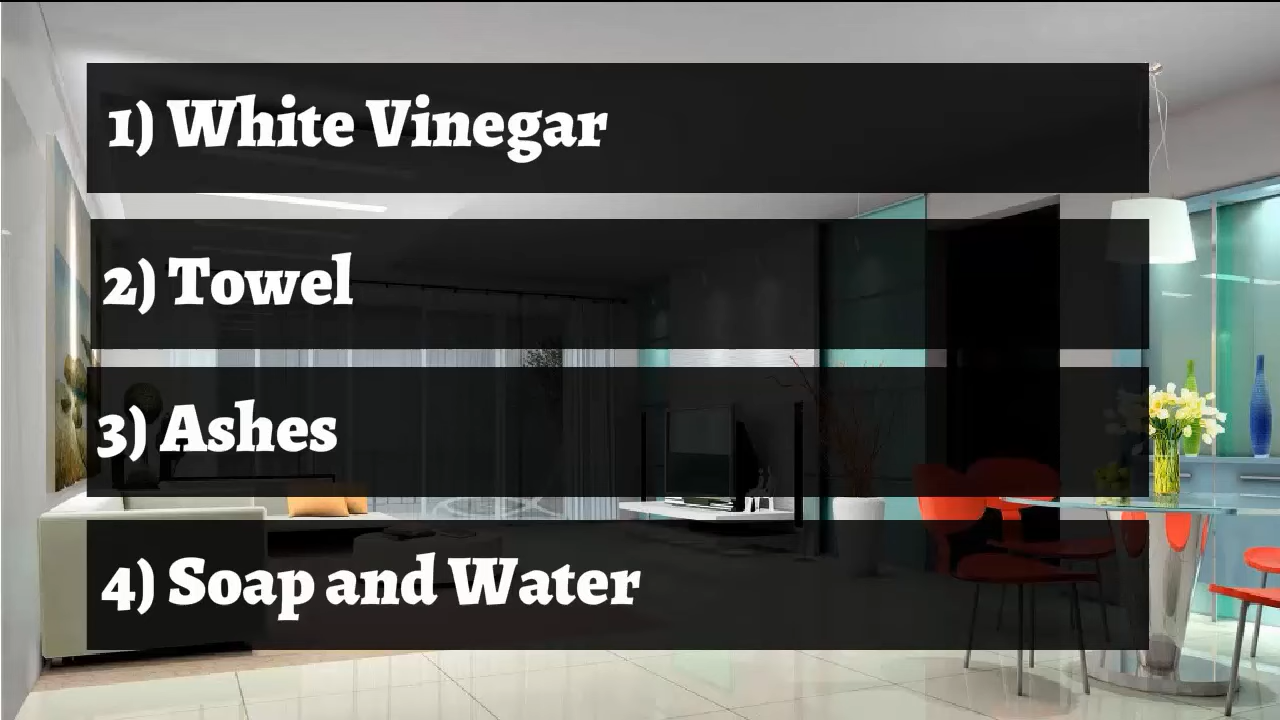 1) White Vinegar
2) Towel
3) Ashes
4) Soap and Water